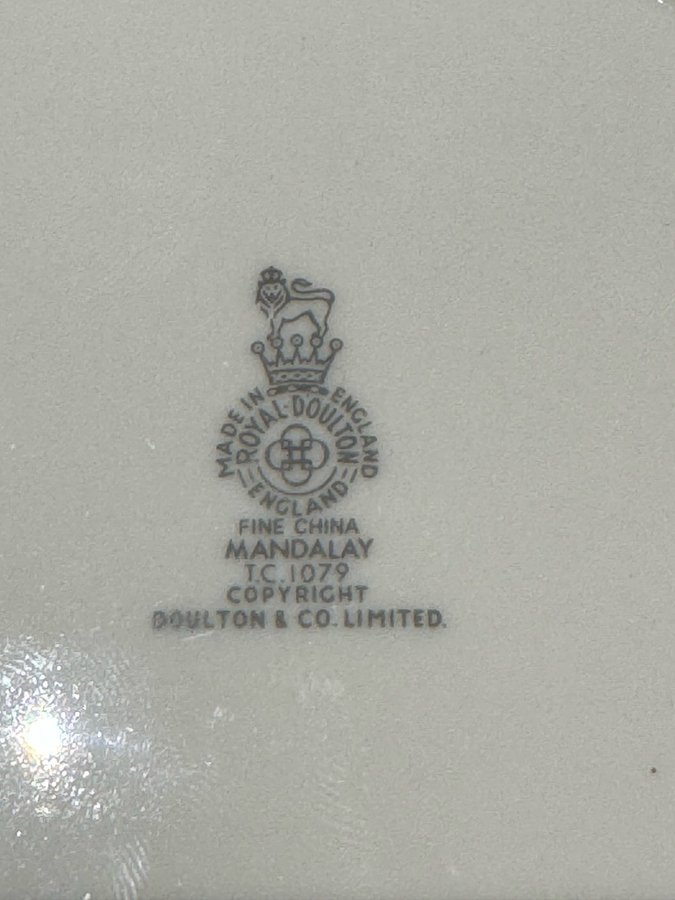 MADE IN ENGLAND
ROYAL·DOULTON
ENGLAND
FINE CHINA
MANDALAY
T.C.1079
COPYRIGHT
DOULTON & CO. LIMITED.